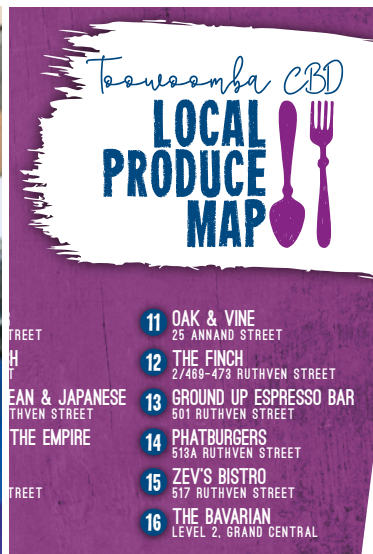 Toowoomba CBD
LOCAL
PRODUCE
MAP
TREET
H
EAN & JAPANESE
THVEN STREET
THE EMPIRE
TREET
11 OAK & VINE
25 ANNAND STREET
12 THE FINCH
2/469-473 RUTHVEN STREET
13 GROUND UP ESPRESSO BAR
501 RUTHVEN STREET
14 PHATBURGERS
513A RUTHVEN STREET
15 ZEV'S BISTRO
517 RUTHVEN STREET
16 THE BAVARIAN
LEVEL 2, GRAND CENTRAL